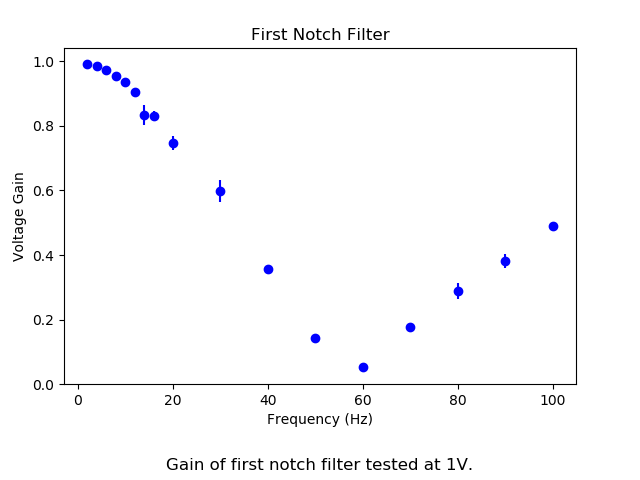 First Notch Filter
1.0
0.8
0.6
0.4
0.2
0.0
Voltage Gain
0 20 40 60 80 100
Frequency (Hz)
Gain of first notch filter tested at 1V.